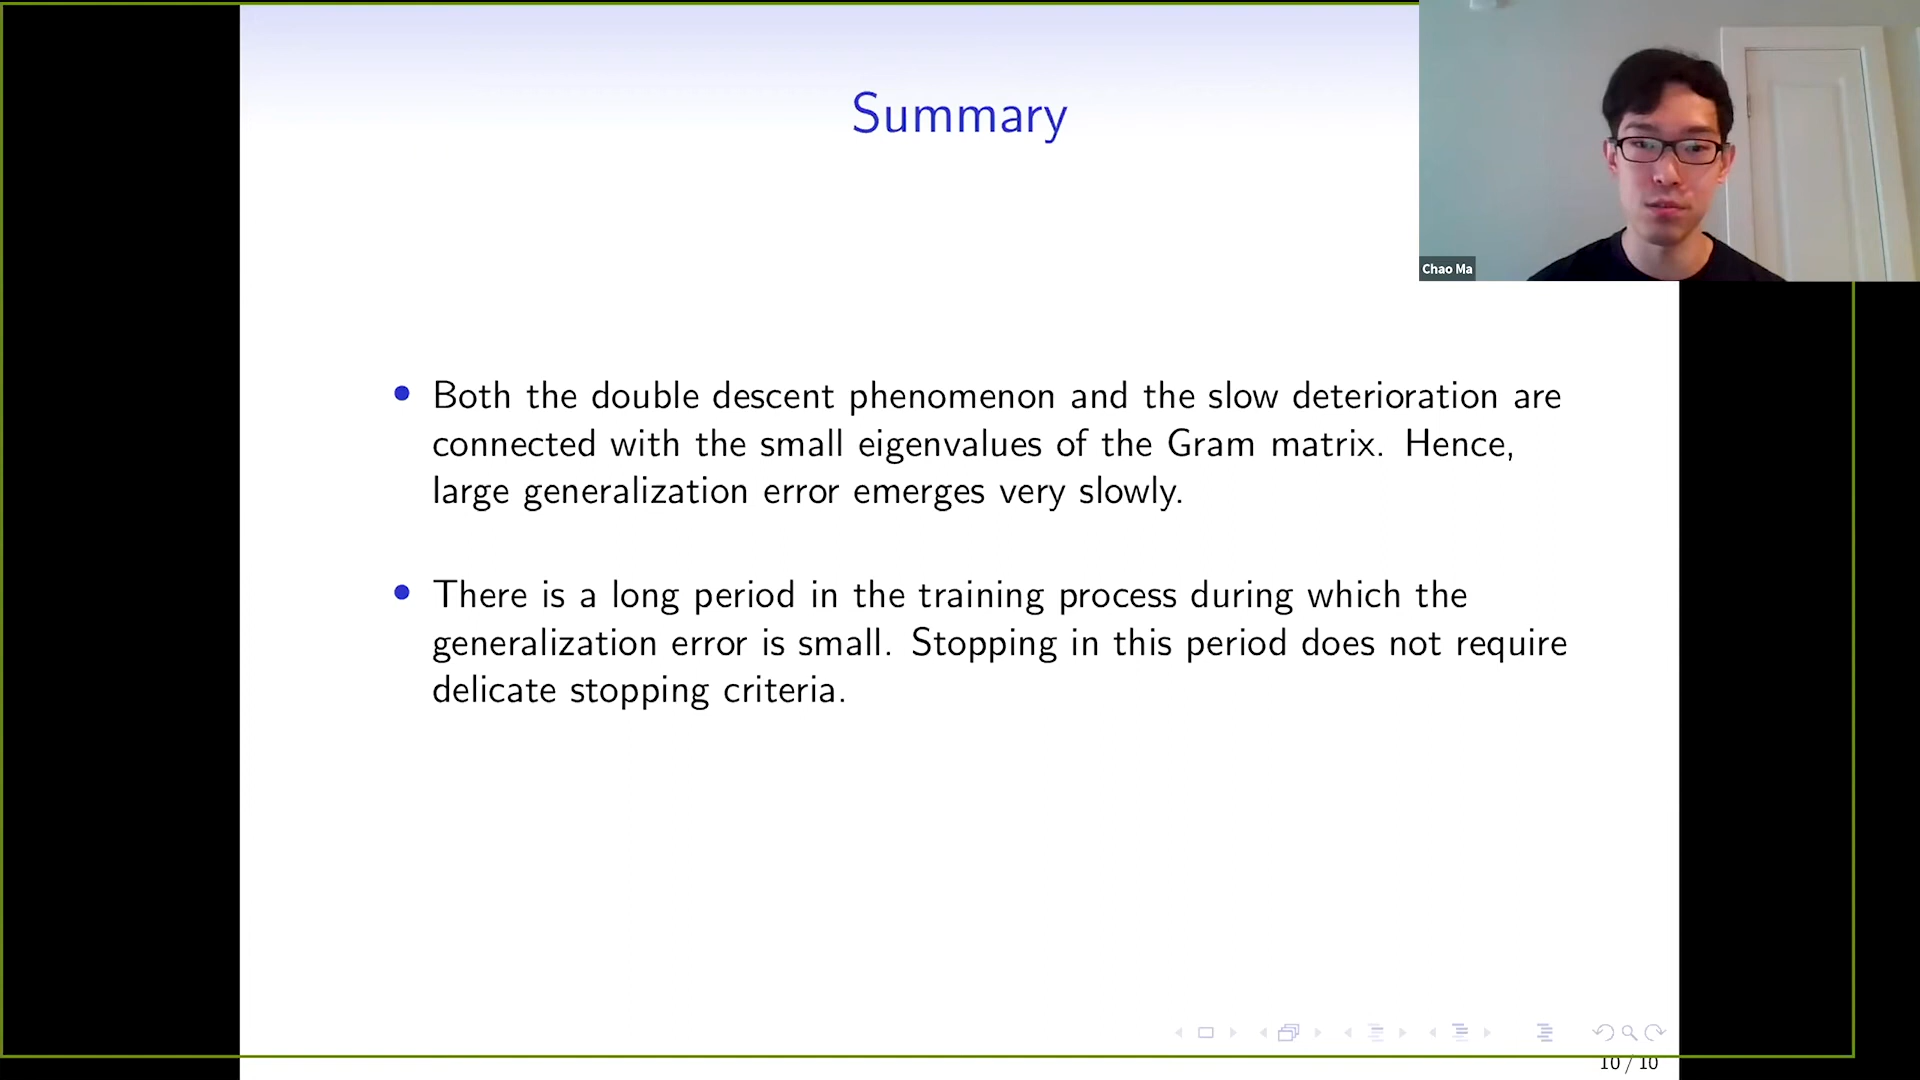 Summary
Chao Ma
Both the double descent phenomenon and the slow deterioration are
connected with the small eigenvalues of the Gram matrix. Hence,
large generalization error emerges very slowly.
There is a long period in the training process during which the
generalization error is small. Stopping in this period does not require
delicate stopping criteria.
10 / 10